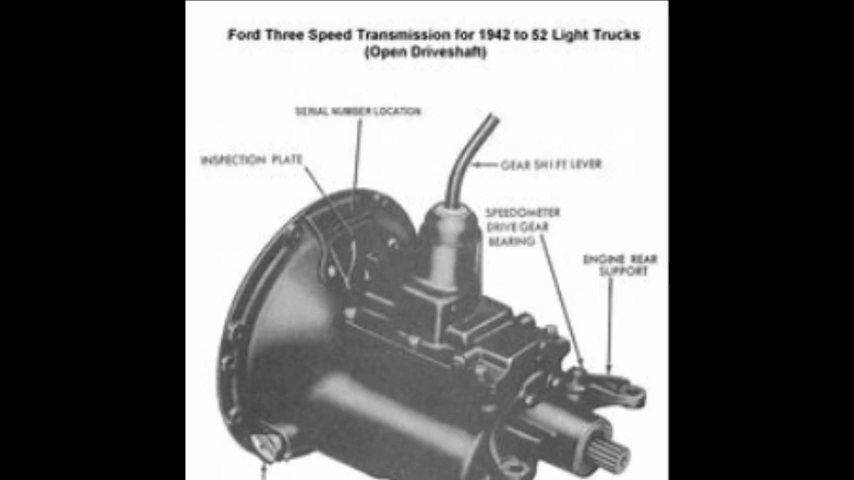 Ford Three Speed Transmission for 1942 to 52 Light Trucks
(Open Driveshaft)
SERIAL NUMBER LOCATION
INSPECTION PLATE
GEAR SHIFT LEVER
SPEEDOMETER
DRIVE GEAR
BEARING
ENGINE REAR
SUPPORT